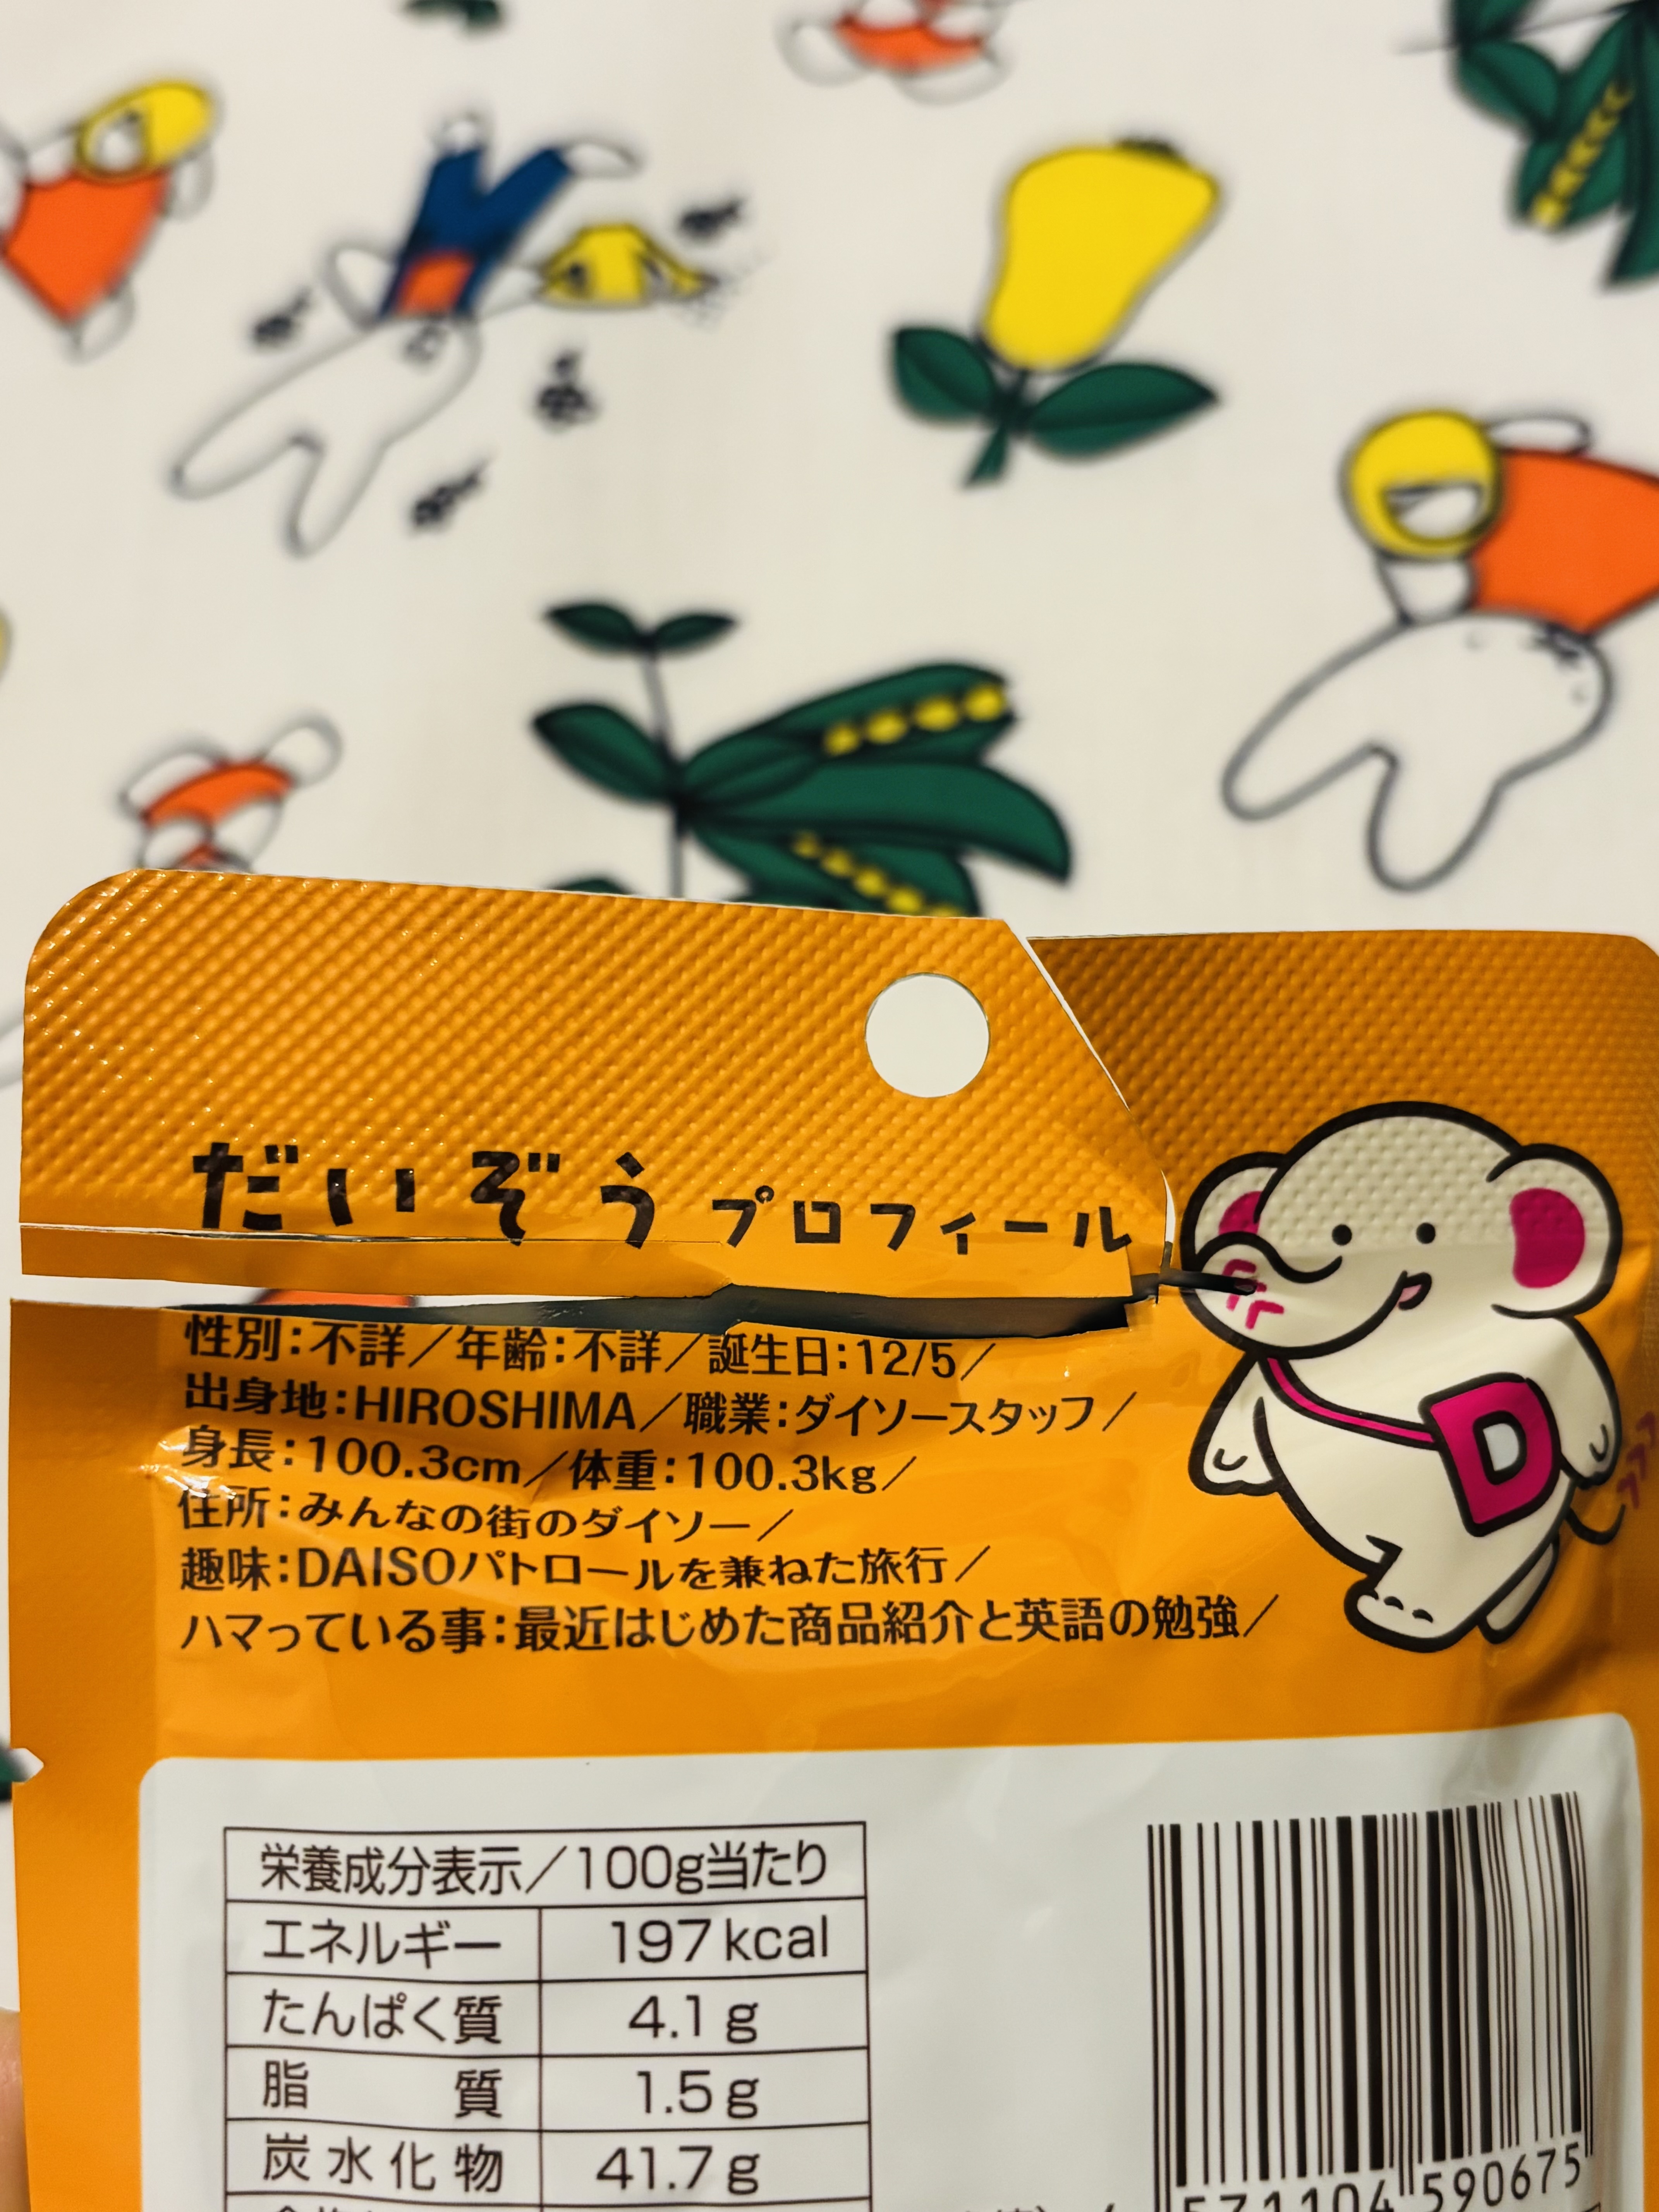 だいぞう プロフィール
性別:不詳/年齢:不詳/誕生日:12/5/
出身地:HIROSHIMA/職業:ダイソースタッフ/
身長:100.3cm/体重:100.3kg/
住所:みんなの街のダイソー/
趣味:DAISOパトロールを兼ねた旅行/
ハマっている事:最近はじめた商品紹介と英語の勉強/
D
栄養成分表示/100g当たり
エネルギー 197kcal
たんぱく質 4.1g
脂質 1.5g
炭水化物 41.7g
571104 590675